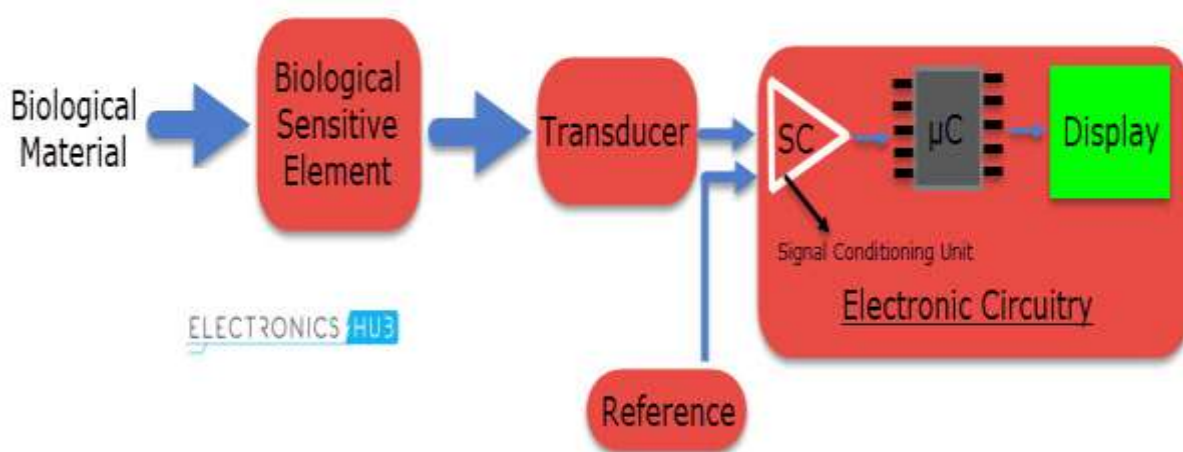 Biological
Material
Biological
Sensitive
Element
Transducer
SC
µC
Display
Signal Conditioning Unit
Electronic Circuitry
ELECTRONICS HUB
Reference